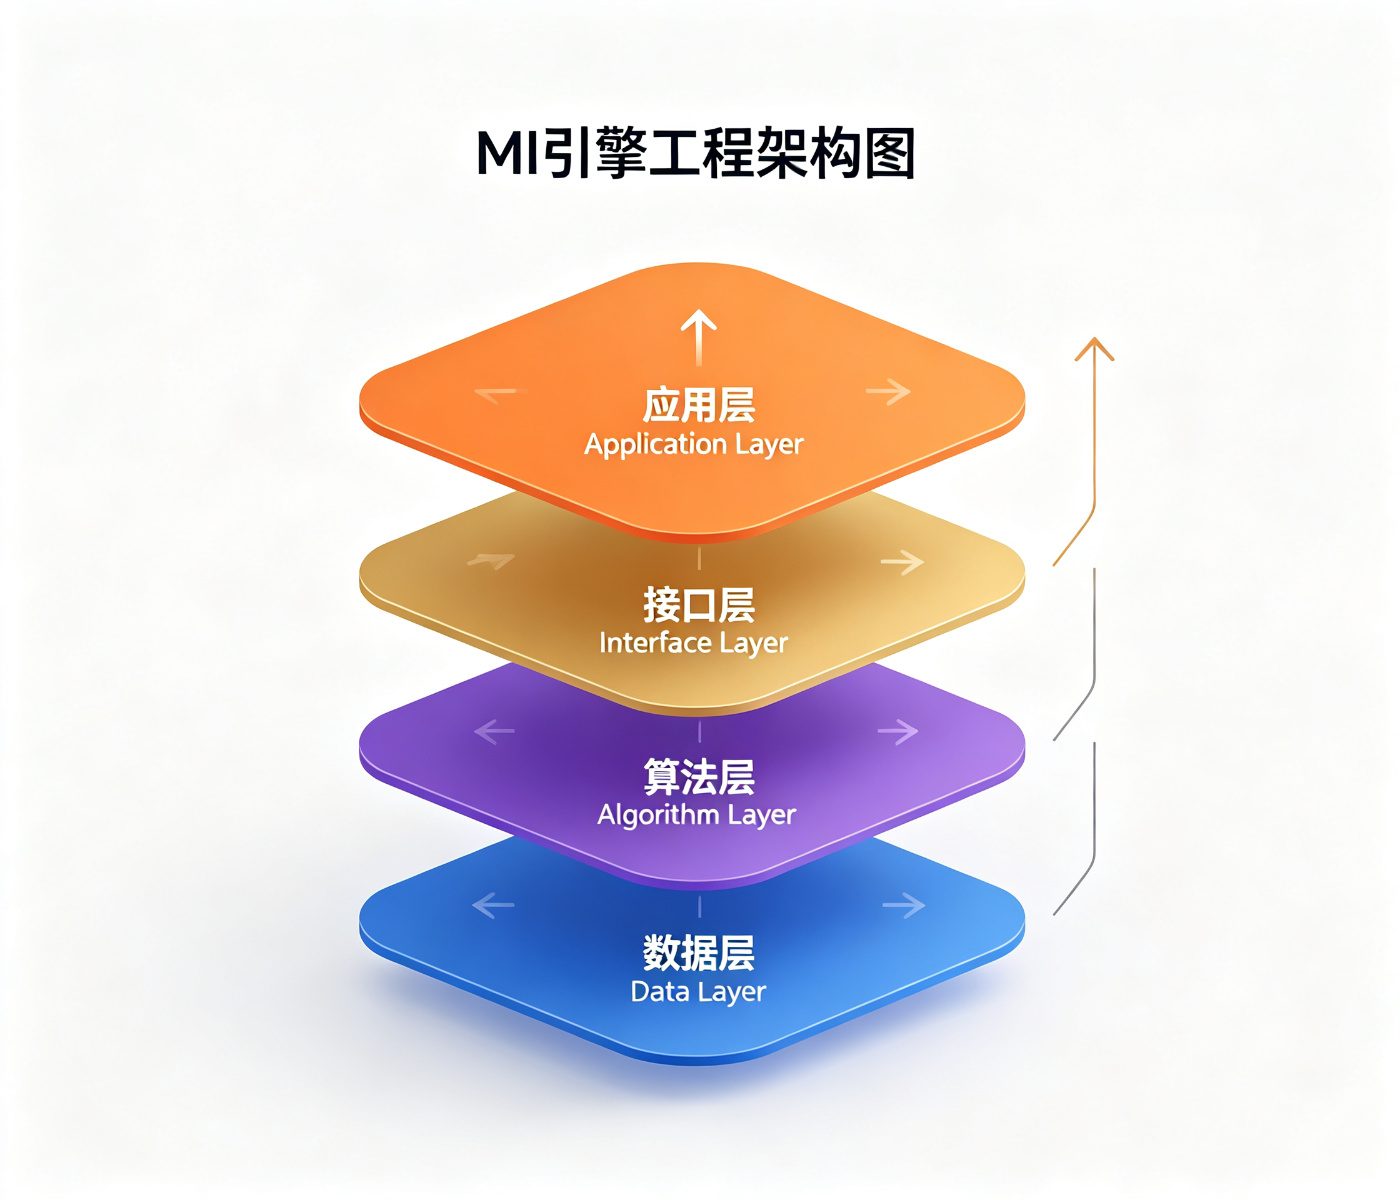 MI引擎工程架构图
应用层
Application Layer
接口层
Interface Layer
算法层
Algorithm Layer
数据层
Data Layer